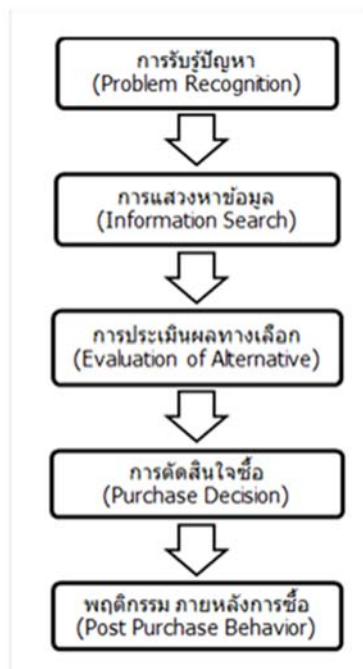 การรับรู้ปัญหา
(Problem Recognition)
การแสวงหาข้อมูล
(Information Search)
การประเมินผลทางเลือก
(Evaluation of Alternative)
การตัดสินใจซื้อ
(Purchase Decision)
พฤติกรรม ภายหลังการซื้อ
(Post Purchase Behavior)